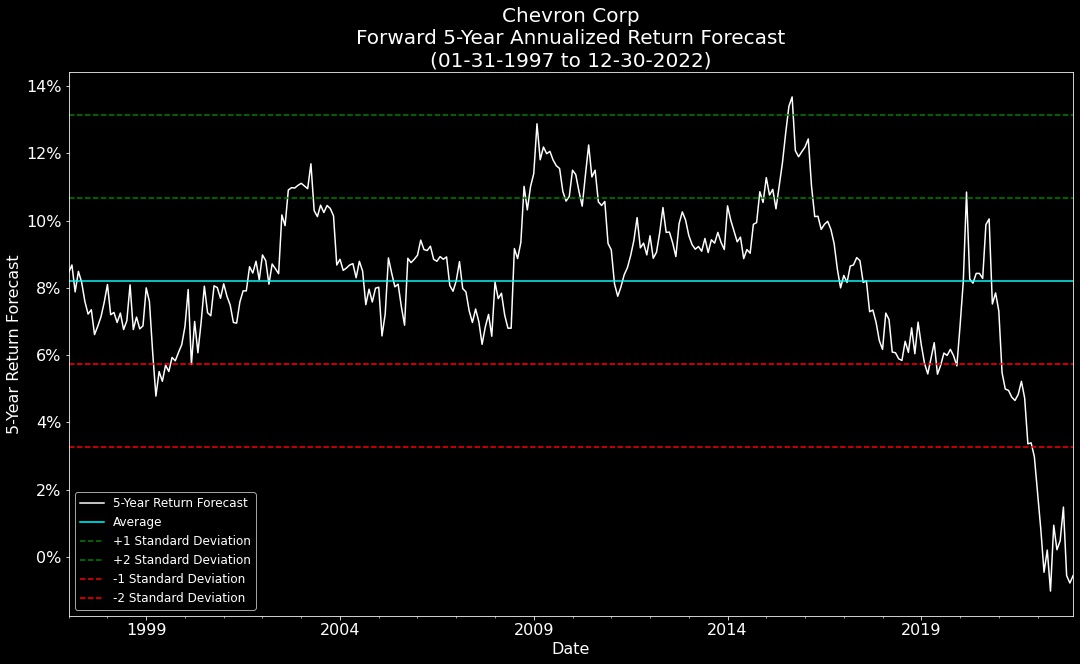 Chevron Corp
Forward 5-Year Annualized Return Forecast
(01-31-1997 to 12-30-2022)
14%
12%
10%
8%
6%
4%
2%
0%
5-Year Return Forecast
5-Year Return Forecast
Average
+1 Standard Deviation
+2 Standard Deviation
-1 Standard Deviation
-2 Standard Deviation
1999 2004 2009 2014 2019
Date